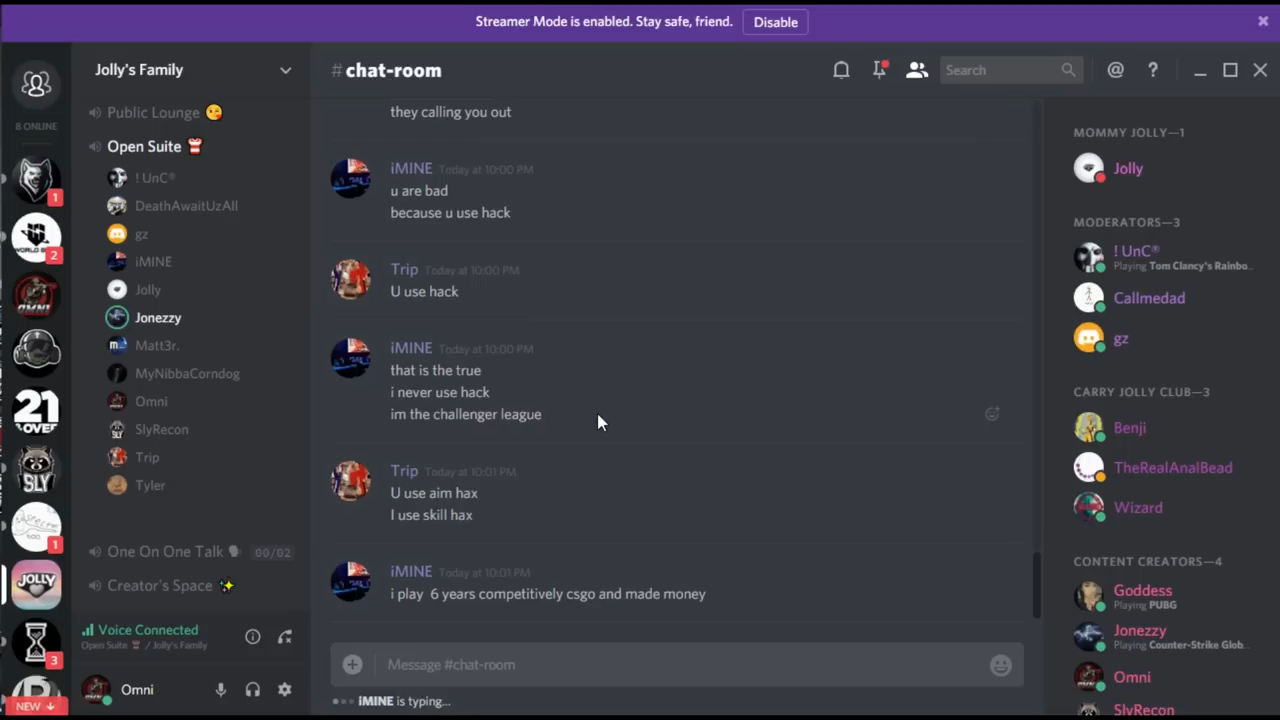 Streamer Mode is enabled. Stay safe, friend. Disable
Jolly's Family
# chat-room
Search
8 ONLINE
1
2
21
OVER
SLY
1
JOLLY
3
NEW
Public Lounge
Open Suite
! UnC®
DeathAwaitUzAll
gz
iMINE
Jolly
Jonezzy
Matt3r.
MyNibbaCorndog
Omni
SlyRecon
Trip
Tyler
One On One Talk 00/02
Creator's Space
Voice Connected
Open Suite / Jolly's Family
Omni
they calling you out
iMINE Today at 10:00 PM
u are bad
because u use hack
Trip Today at 10:00 PM
U use hack
iMINE Today at 10:00 PM
that is the true
i never use hack
im the challenger league
Trip Today at 10:01 PM
U use aim hax
I use skill hax
iMINE Today at 10:01 PM
i play 6 years competitively csgo and made money
Message #chat-room
iMINE is typing...
MOMMY JOLLY—1
Jolly
MODERATORS—3
! UnC®
Playing Tom Clancy's Rainbo...
Callmedad
gz
CARRY JOLLY CLUB—3
Benji
TheRealAnalBead
Wizard
CONTENT CREATORS—4
Goddess
Playing PUBG
Jonezzy
Playing Counter-Strike Glob...
Omni
SlyRecon